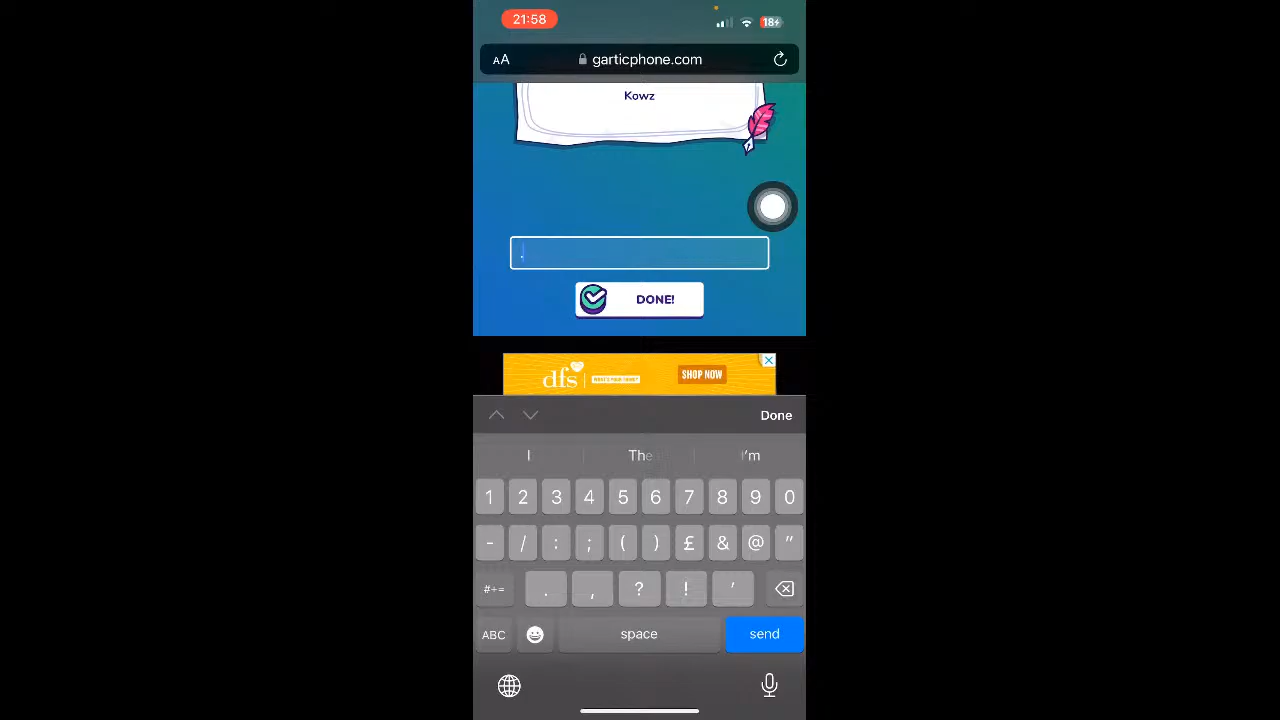 21:58
18
AA garticphone.com
Kowz
.
DONE!
dfs SHOP NOW
Done
I The I'm
1 2 3 4 5 6 7 8 9 0
- / : ; ( ) £ & @ "
#+= . , ? ! '
ABC space send